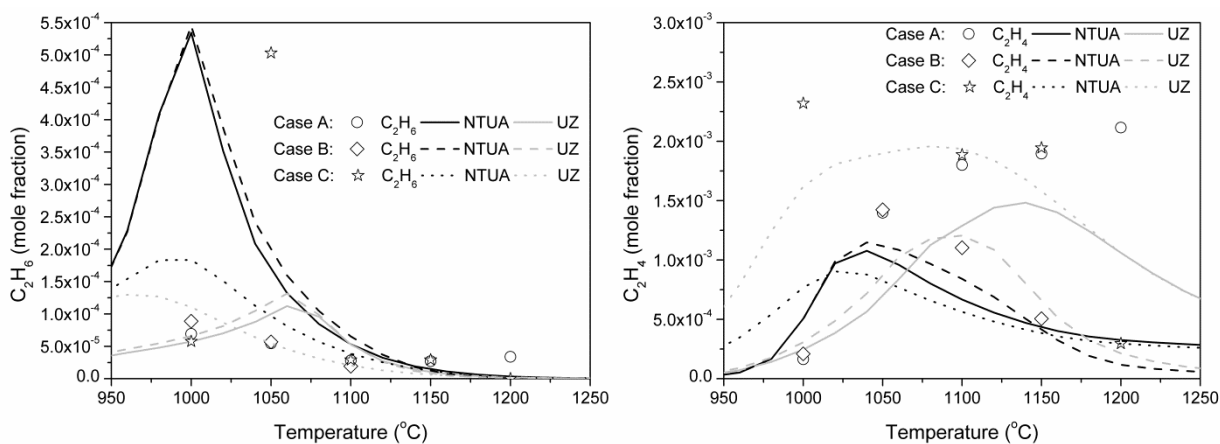 5.5x10⁻⁴
5.0x10⁻⁴
4.5x10⁻⁴
4.0x10⁻⁴
3.5x10⁻⁴
3.0x10⁻⁴
2.5x10⁻⁴
2.0x10⁻⁴
1.5x10⁻⁴
1.0x10⁻⁴
5.0x10⁻⁵
0.0
C₂H₆ (mole fraction)
Case A: C₂H₆ NTUA UZ
Case B: C₂H₆ NTUA UZ
Case C: C₂H₆ NTUA UZ
950 1000 1050 1100 1150 1200 1250
Temperature (°C)
3.0x10⁻³
2.5x10⁻³
2.0x10⁻³
1.5x10⁻³
1.0x10⁻³
5.0x10⁻⁴
0.0
C₂H₄ (mole fraction)
Case A: C₂H₄ NTUA UZ
Case B: C₂H₄ NTUA UZ
Case C: C₂H₄ NTUA UZ
950 1000 1050 1100 1150 1200 1250
Temperature (°C)